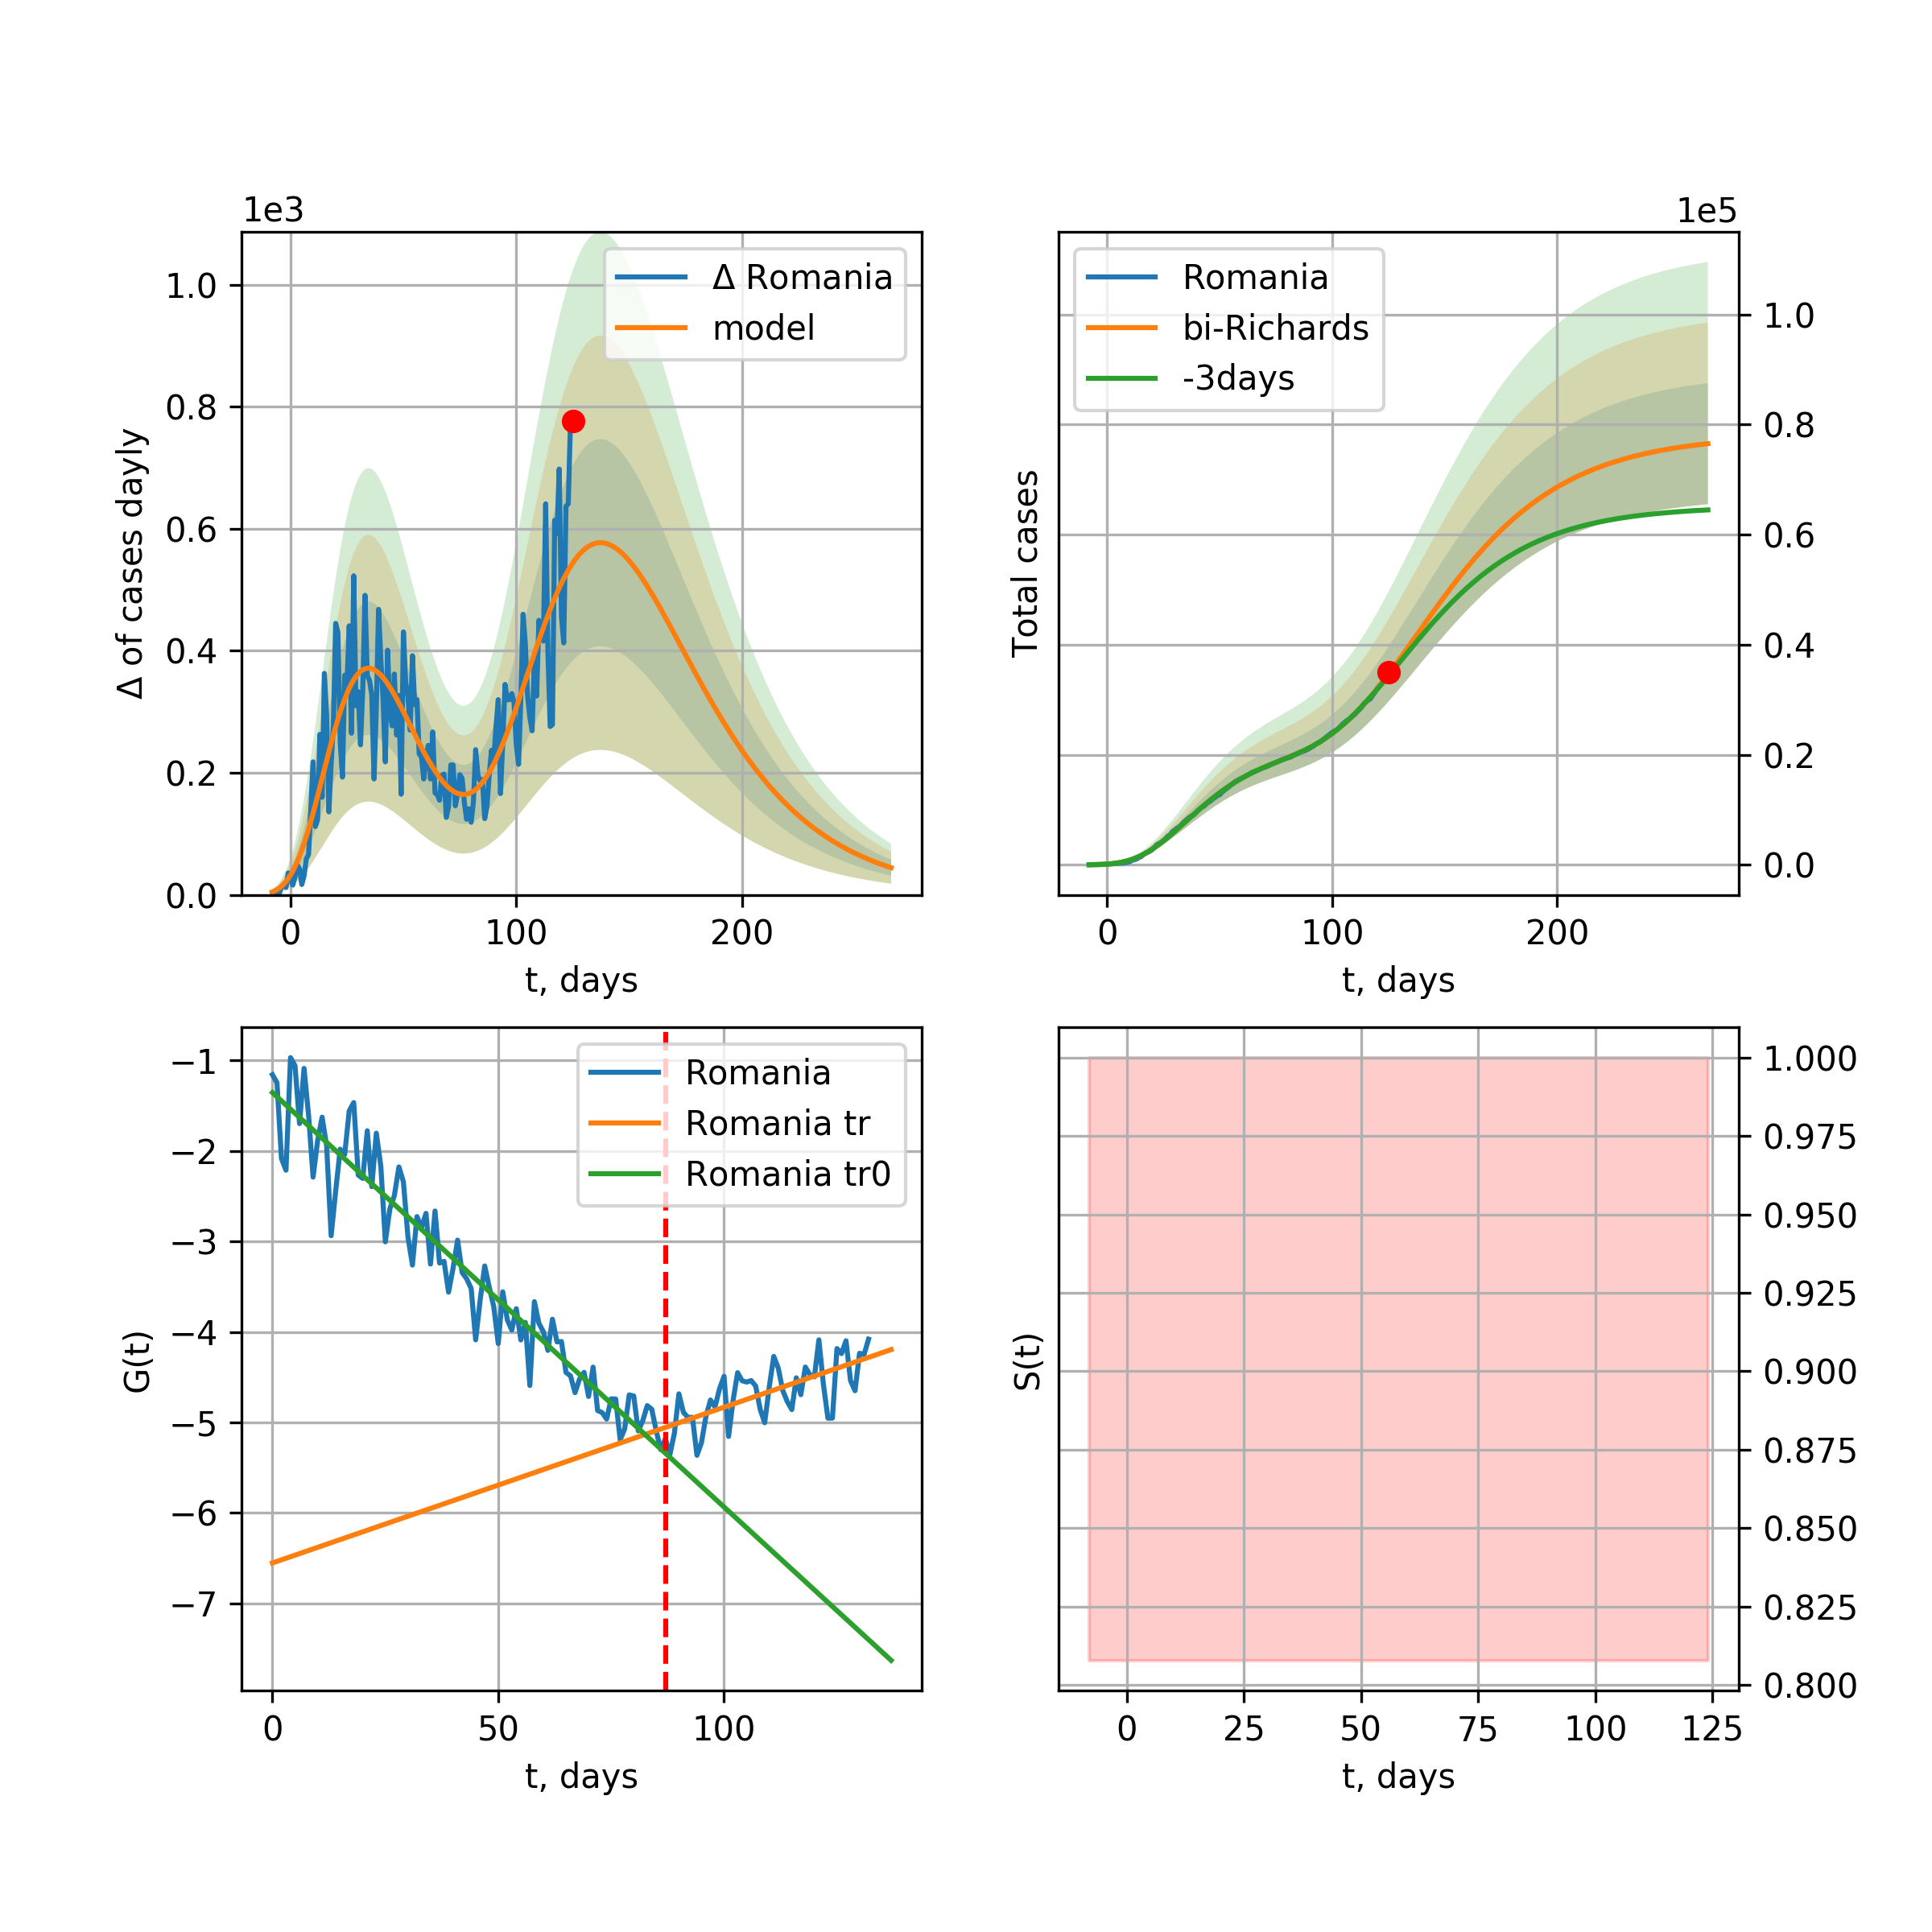 1e3
1.0
0.8
0.6
0.4
0.2
0.0
Δ of cases dayly
Δ Romania
model
0
100
200
t, days
1e5
Romania
bi-Richards
-3days
1.0
0.8
0.6
0.4
0.2
0.0
Total cases
0
100
200
t, days
−1
−2
−3
−4
−5
−6
−7
G(t)
Romania
Romania tr
Romania tr0
0
50
100
t, days
1.000
0.975
0.950
0.925
0.900
0.875
0.850
0.825
0.800
S(t)
0
25
50
75
100
125
t, days